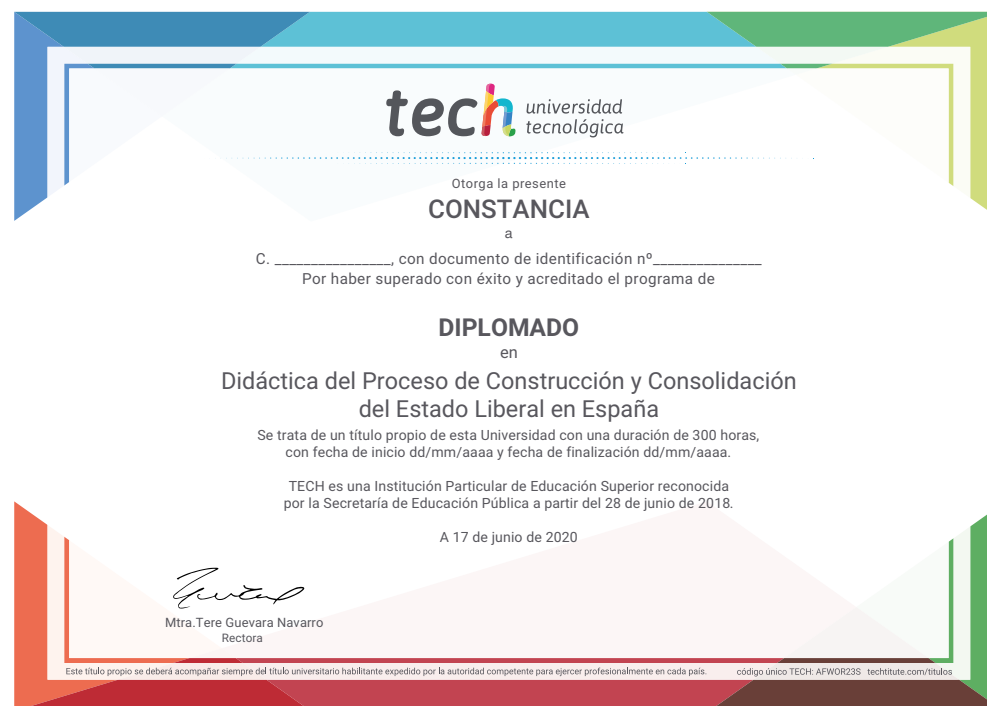 tech universidad
tecnológica
Otorga la presente
CONSTANCIA
a
C. ________________, con documento de identificación nº_______________
Por haber superado con éxito y acreditado el programa de
DIPLOMADO
en
Didáctica del Proceso de Construcción y Consolidación
del Estado Liberal en España
Se trata de un título propio de esta Universidad con una duración de 300 horas,
con fecha de inicio dd/mm/aaaa y fecha de finalización dd/mm/aaaa.
TECH es una Institución Particular de Educación Superior reconocida
por la Secretaría de Educación Pública a partir del 28 de junio de 2018.
A 17 de junio de 2020
Mtra.Tere Guevara Navarro
Rectora
Este título propio se deberá acompañar siempre del título universitario habilitante expedido por la autoridad competente para ejercer profesionalmente en cada país. código único TECH: AFWOR23S techtitute.com/titulos